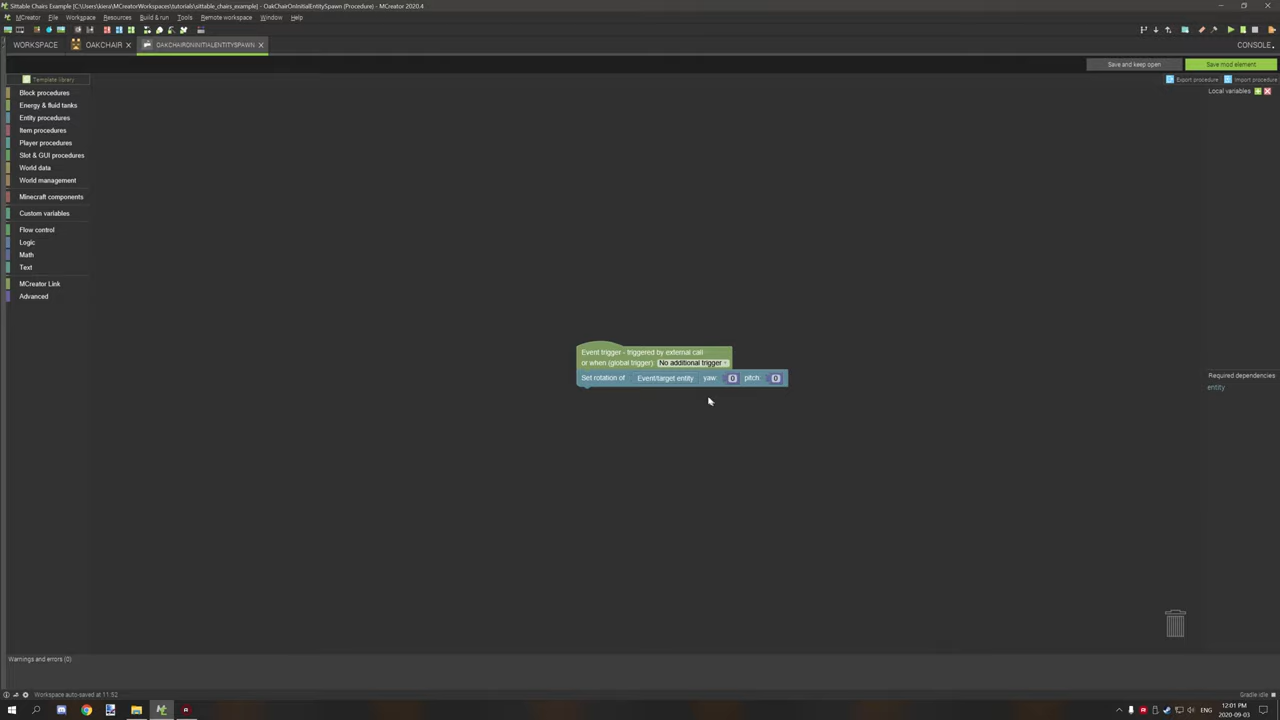 Sittable Chairs Example [C:\Users\kiera\MCreatorWorkspaces\tutorials\sittable_chairs_example] - OakChairOnInitialEntitySpawn (Procedure) - MCreator 2020.4
MCreator File Workspace Resources Build & run Tools Remote workspace Window Help
WORKSPACE OAKCHAIR OAKCHAIRONINITIALENTITYSPAWN CONSOLE
Save and keep open Save mod element
Template library Export procedure Import procedure
Local variables
Block procedures
Energy & fluid tanks
Entity procedures
Item procedures
Player procedures
Slot & GUI procedures
World data
World management
Minecraft components
Custom variables
Flow control
Logic
Math
Text
MCreator Link
Advanced
Event trigger - triggered by external call
or when (global trigger): No additional trigger
Set rotation of Event/target entity yaw: 0 pitch: 0
Required dependencies
entity
Warnings and errors (0)
Workspace auto-saved at 11:52 Gradle idle
ENG 12:01 PM
2020-09-03